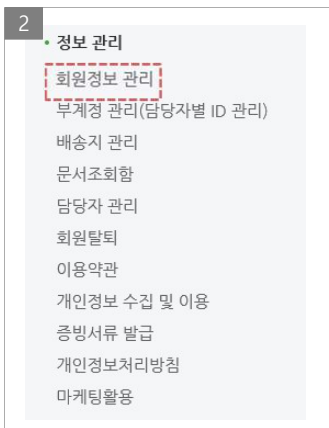 2
• 정보 관리
회원정보 관리
부계정 관리(담당자별 ID 관리)
배송지 관리
문서조회함
담당자 관리
회원탈퇴
이용약관
개인정보 수집 및 이용
증빙서류 발급
개인정보처리방침
마케팅활용